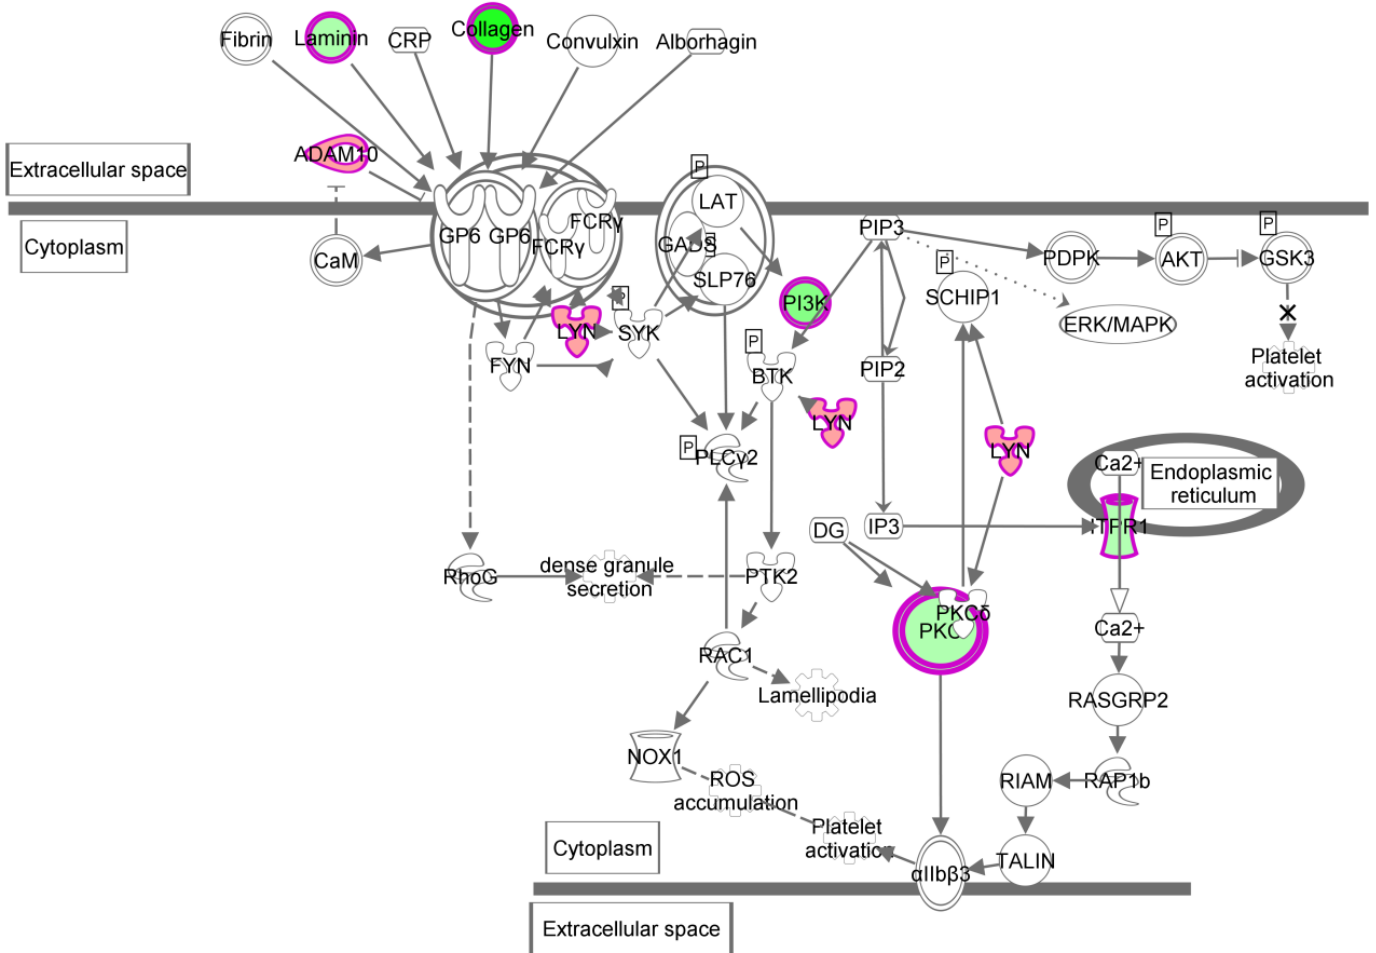 Fibrin
Laminin
CRP
Collagen
Convulxin
Alborhagin
ADAM10
Extracellular space
Cytoplasm
CaM
GP6
GP6
FCRγ
FCRγ
P
LAT
GADS
SLP76
PI3K
PIP3
P
SCHIP1
PDPK
P
AKT
P
GSK3
ERK/MAPK
Platelet
activation
FYN
LYN
P
SYK
P
BTK
PIP2
LYN
LYN
P
PLCγ2
Ca2+
Endoplasmic
reticulum
ITPR1
DG
IP3
RhoG
dense granule
secretion
PTK2
PKCδ
PKC
Ca2+
RAC1
Lamellipodia
RASGRP2
NOX1
ROS
accumulation
RIAM
RAP1b
Platelet
activation
Cytoplasm
αIIbβ3
TALIN
Extracellular space